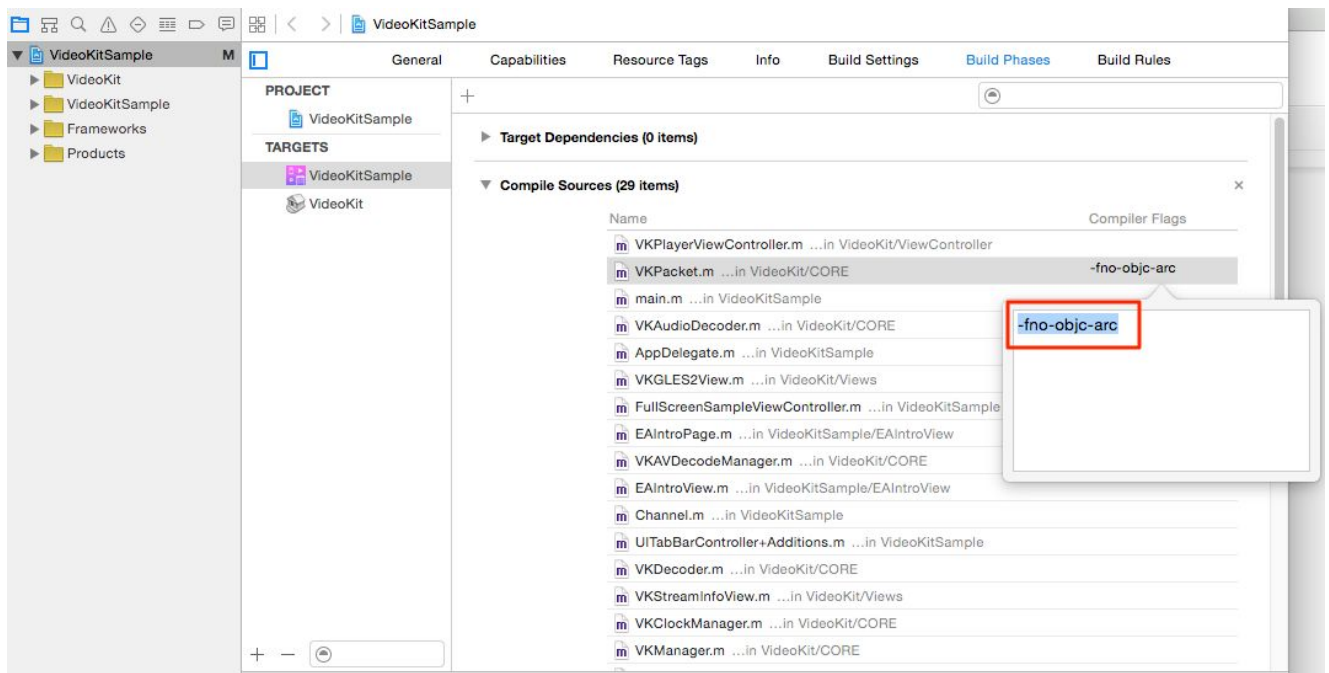 VideoKitSample
VideoKitSample M
VideoKit
VideoKitSample
Frameworks
Products
General Capabilities Resource Tags Info Build Settings Build Phases Build Rules
PROJECT
VideoKitSample
TARGETS
VideoKitSample
VideoKit
Target Dependencies (0 items)
Compile Sources (29 items)
Name Compiler Flags
VKPlayerViewController.m ...in VideoKit/ViewController
VKPacket.m ...in VideoKit/CORE -fno-objc-arc
main.m ...in VideoKitSample
VKAudioDecoder.m ...in VideoKit/CORE
AppDelegate.m ...in VideoKitSample
VKGLES2View.m ...in VideoKit/Views
FullScreenSampleViewController.m ...in VideoKitSample
EAIntroPage.m ...in VideoKitSample/EAIntroView
VKAVDecodeManager.m ...in VideoKit/CORE
EAIntroView.m ...in VideoKitSample/EAIntroView
Channel.m ...in VideoKitSample
UITabBarController+Additions.m ...in VideoKitSample
VKDecoder.m ...in VideoKit/CORE
VKStreamInfoView.m ...in VideoKit/Views
VKClockManager.m ...in VideoKit/CORE
VKManager.m ...in VideoKit/CORE
-fno-objc-arc